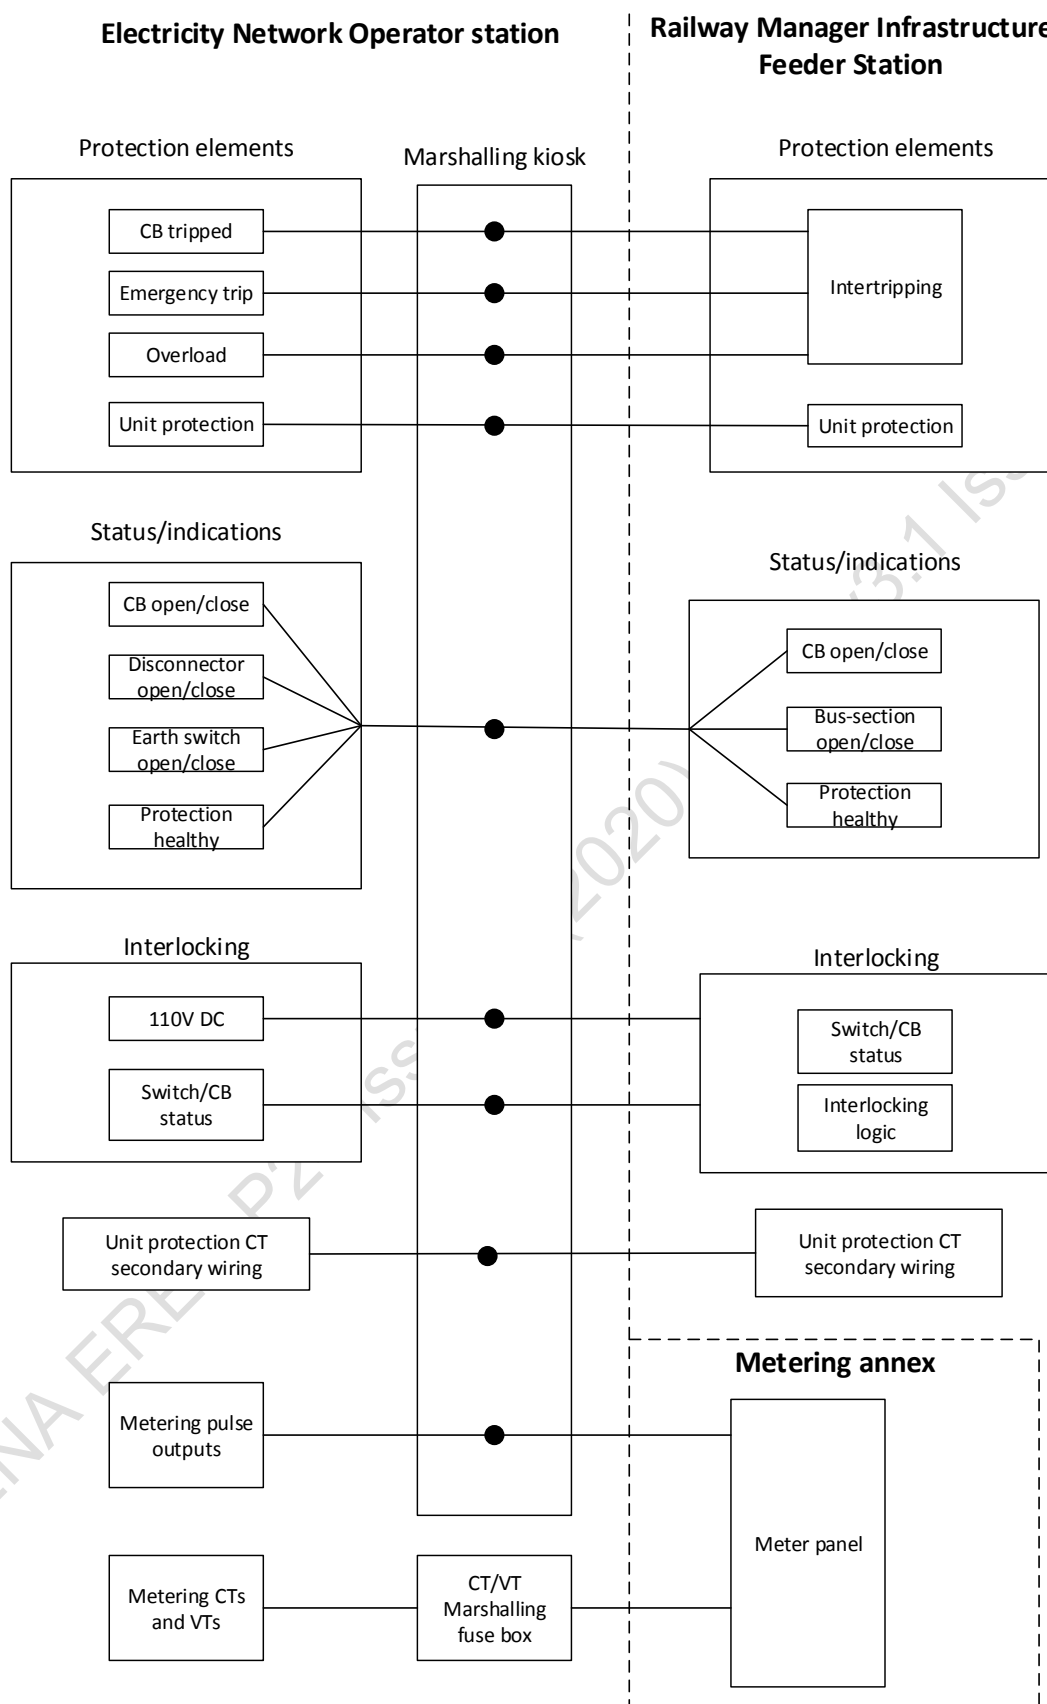 Electricity Network Operator station
Railway Manager Infrastructure
Feeder Station
Protection elements
Marshalling kiosk
Protection elements
CB tripped
Emergency trip
Overload
Unit protection
Intertripping
Unit protection
Status/indications
Status/indications
CB open/close
Disconnector
open/close
Earth switch
open/close
Protection
healthy
CB open/close
Bus-section
open/close
Protection
healthy
Interlocking
Interlocking
110V DC
Switch/CB
status
Switch/CB
status
Interlocking
logic
Unit protection CT
secondary wiring
Unit protection CT
secondary wiring
Metering annex
Metering pulse
outputs
Meter panel
Metering CTs
and VTs
CT/VT
Marshalling
fuse box
(2020)